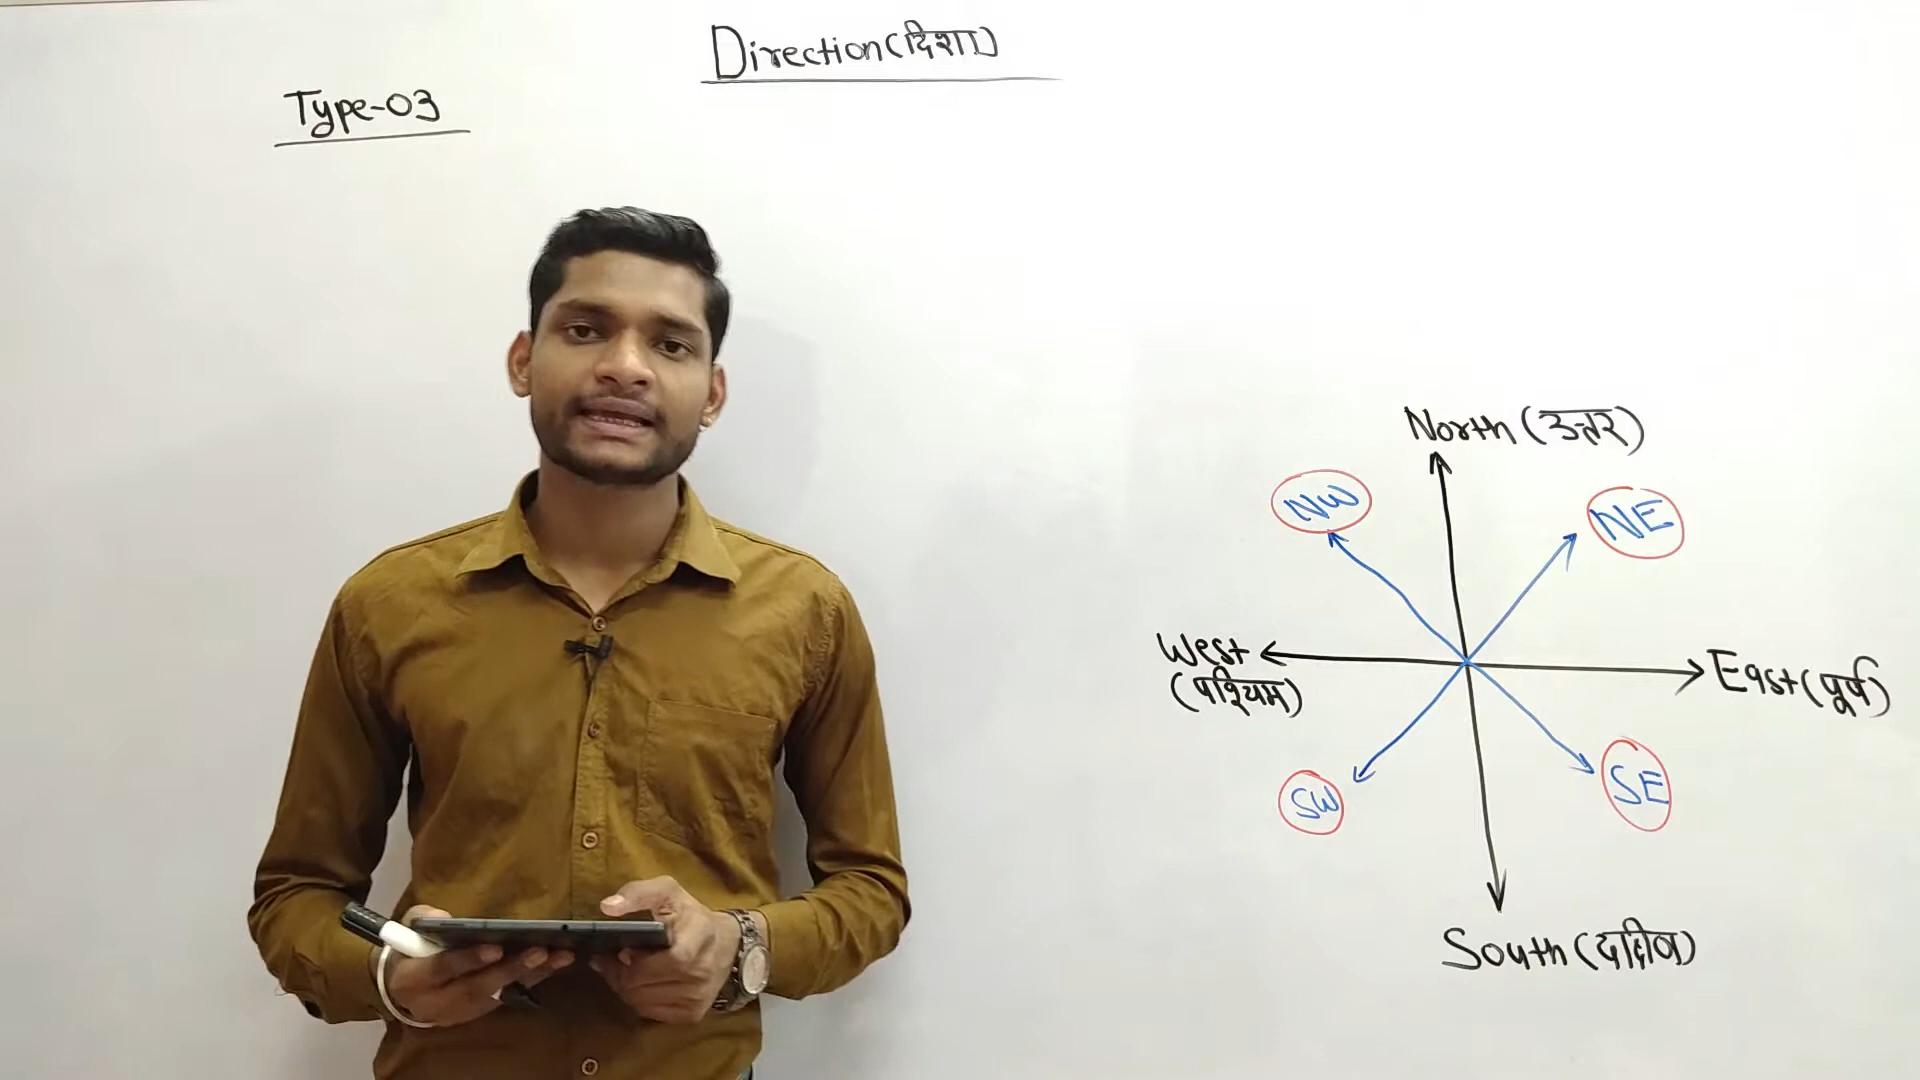 Direction(दिशा)
Type-03
North (उत्तर)
NW
NE
West
(पश्चिम)
East (पूर्व)
SW
SE
South (दक्षिण)